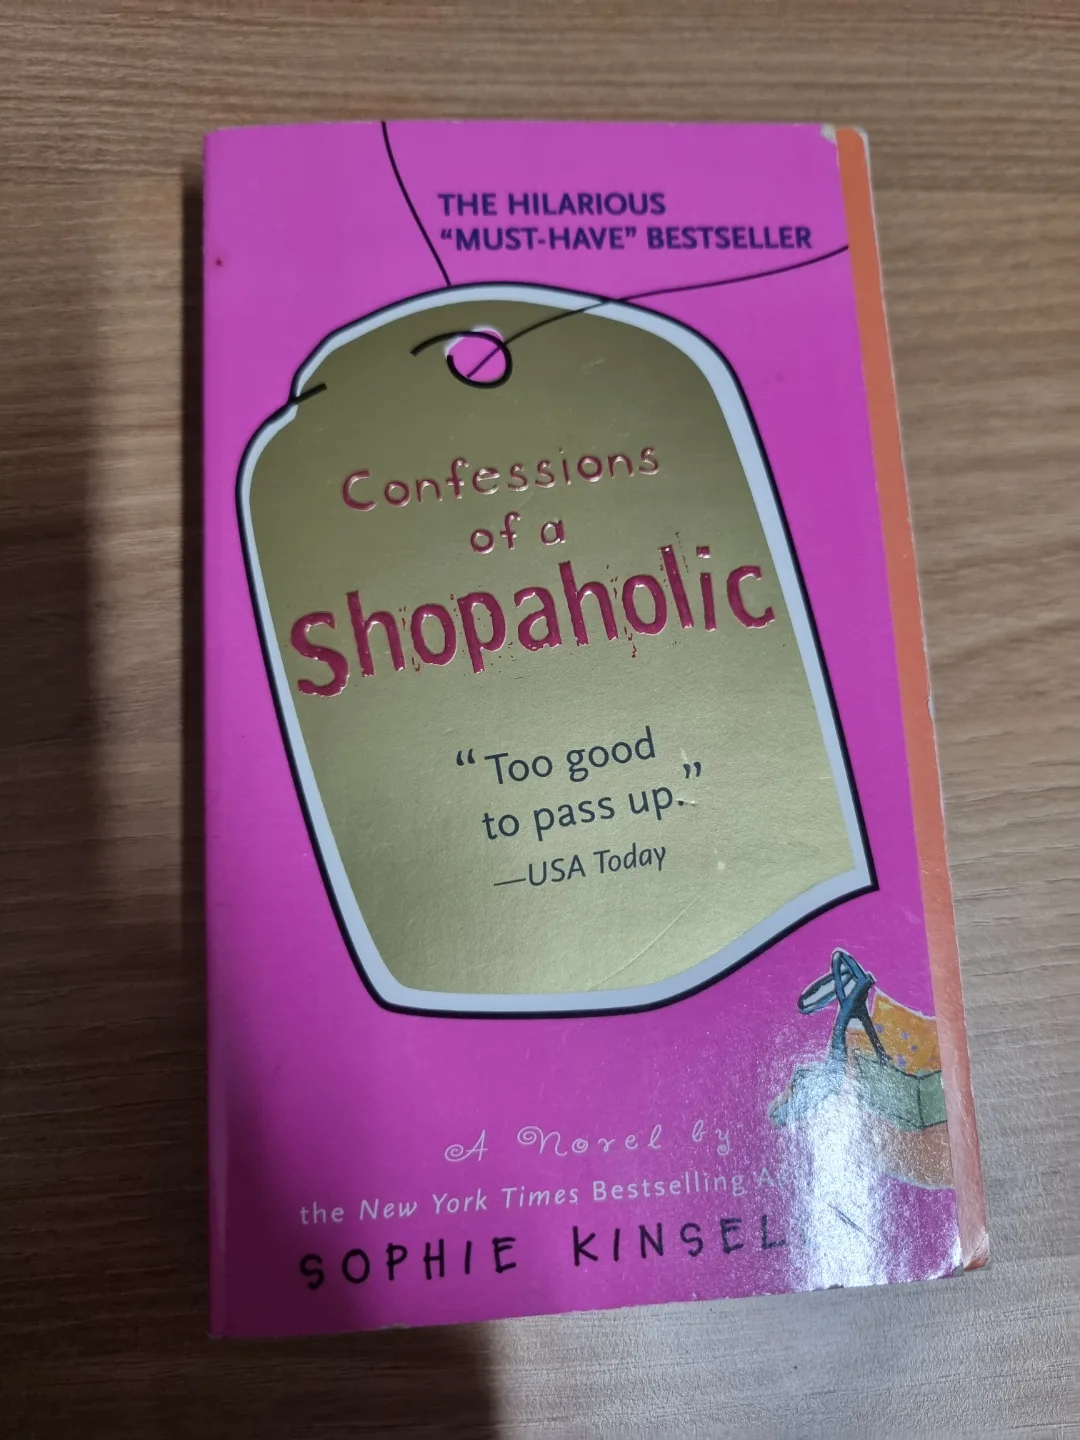 THE HILARIOUS
“MUST-HAVE” BESTSELLER
Confessions
of a
Shopaholic
“Too good
to pass up.”
—USA Today
A Novel by
the New York Times Bestselling
SOPHIE